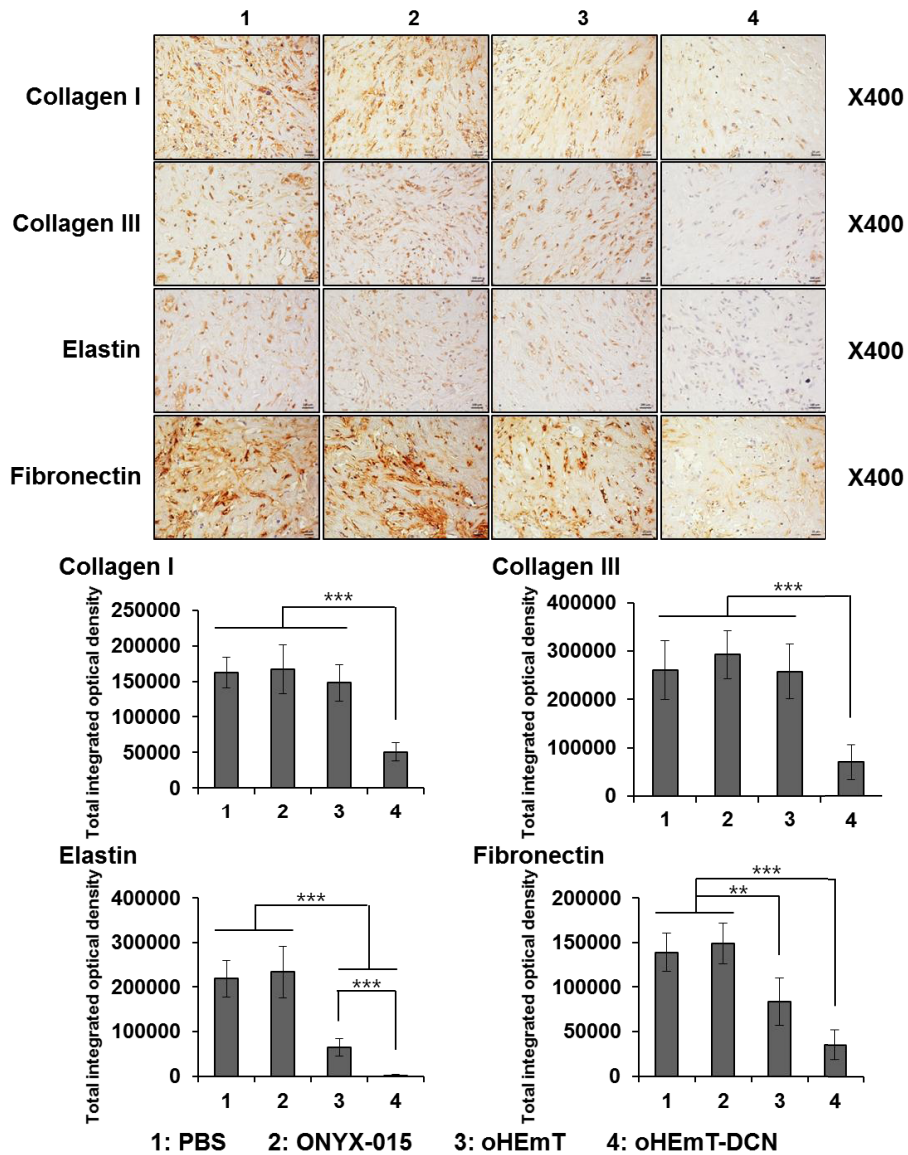 1 2 3 4
Collagen I X400
Collagen III X400
Elastin X400
Fibronectin X400
Collagen I
Total integrated optical density
250000
200000
150000
100000
50000
0
***
1 2 3 4
Collagen III
Total integrated optical density
400000
300000
200000
100000
0
***
1 2 3 4
Elastin
Total integrated optical density
400000
300000
200000
100000
0
***
***
1 2 3 4
Fibronectin
Total integrated optical density
200000
150000
100000
50000
0
***
**
1 2 3 4
1: PBS 2: ONYX-015 3: oHEmT 4: oHEmT-DCN